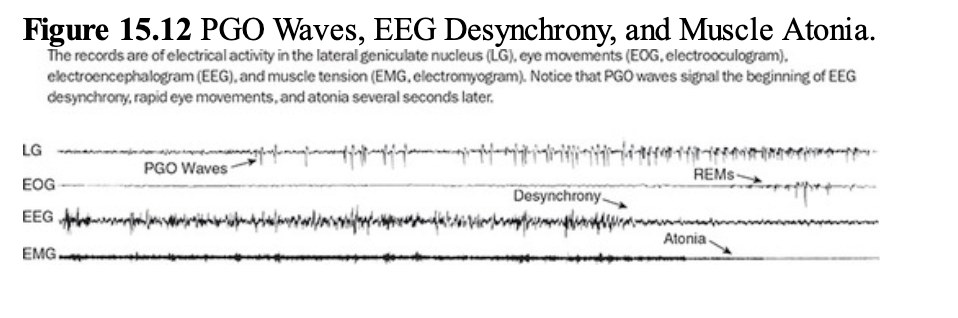 Figure 15.12 PGO Waves, EEG Desynchrony, and Muscle Atonia.
The records are of electrical activity in the lateral geniculate nucleus (LG), eye movements (EOG, electrooculogram),
electroencephalogram (EEG), and muscle tension (EMG, electromyogram). Notice that PGO waves signal the beginning of EEG
desynchrony, rapid eye movements, and atonia several seconds later.
LG
PGO Waves
REMs
EOG
Desynchrony
EEG
Atonia
EMG